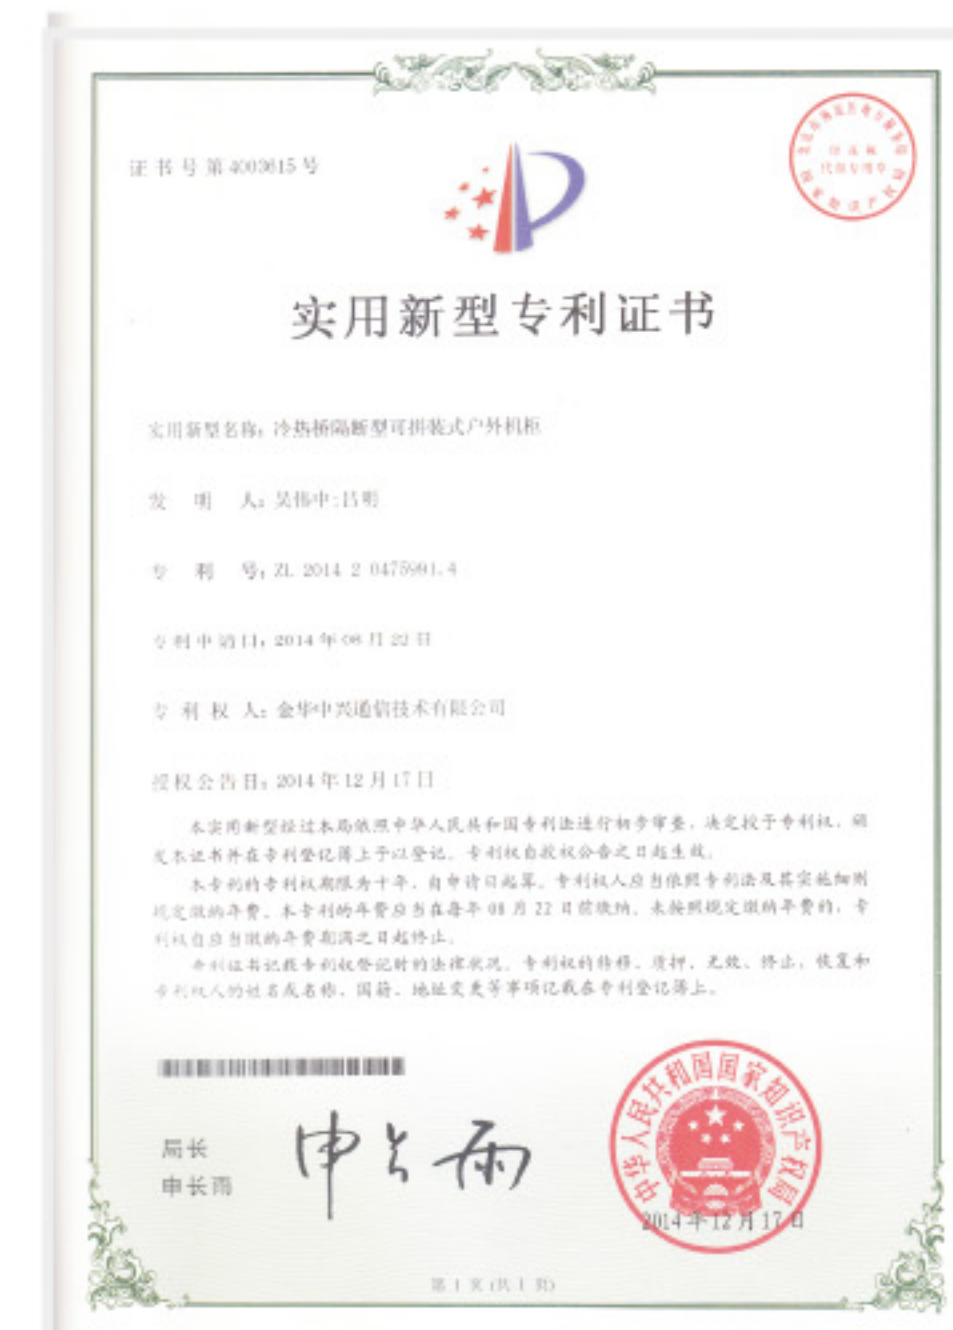 证书号第4003615号
实用新型专利证书
实用新型名称：冷热桥隔断型可拼装式户外机柜
发 明 人：吴伟中;吕明
专 利 号：ZL 2014 2 0475991.4
专利申请日：2014年08月22日
专 利 权 人：金华中兴通信技术有限公司
授权公告日：2014年12月17日
本实用新型经过本局依照中华人民共和国专利法进行初步审查，决定授予专利权，颁
发本证书并在专利登记簿上予以登记。专利权自授权公告之日起生效。
本专利的专利权期限为十年，自申请日起算。专利权人应当依照专利法及其实施细则
规定缴纳年费。本专利的年费应当在每年08月22日前缴纳。未按照规定缴纳年费的，专
利权自应当缴纳年费期满之日起终止。
专利证书记载专利权登记时的法律状况。专利权的转移、质押、无效、终止、恢复和
专利权人的姓名或名称、国籍、地址变更等事项记载在专利登记簿上。
局长
申长雨
申长雨
中华人民共和国国家知识产权局
2014年12月17日
第1页(共1页)